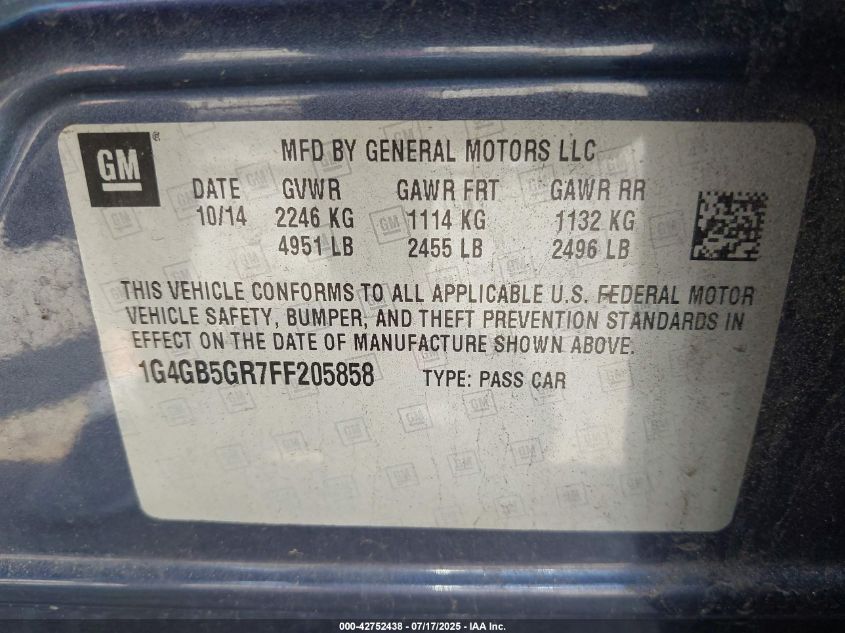 GM ® MFD BY GENERAL MOTORS LLC
DATE GVWR GAWR FRT GAWR RR
10/14 2246 KG 1114 KG 1132 KG
4951 LB 2455 LB 2496 LB
THIS VEHICLE CONFORMS TO ALL APPLICABLE U.S. FEDERAL MOTOR
VEHICLE SAFETY, BUMPER, AND THEFT PREVENTION STANDARDS IN
EFFECT ON THE DATE OF MANUFACTURE SHOWN ABOVE.
1G4GB5GR7FF205858 TYPE: PASS CAR
000-42752438 - 07/17/2025 - IAA Inc.